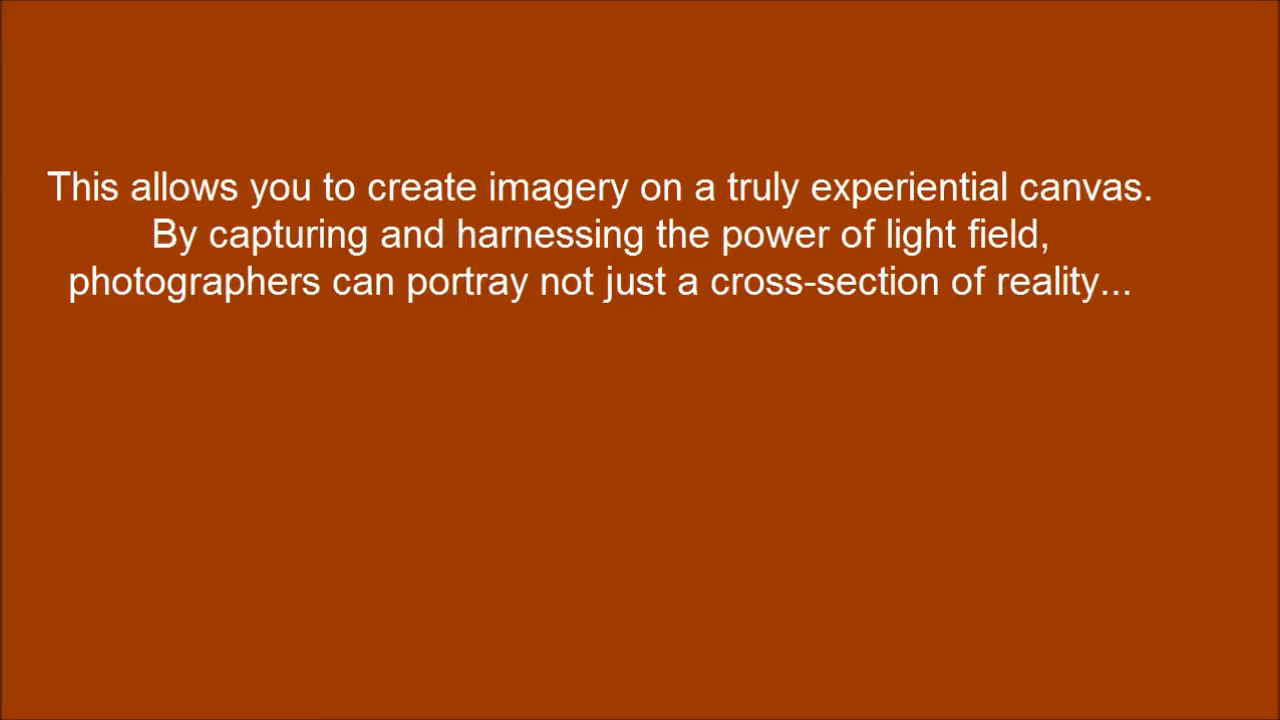 This allows you to create imagery on a truly experiential canvas.
By capturing and harnessing the power of light field,
photographers can portray not just a cross-section of reality...